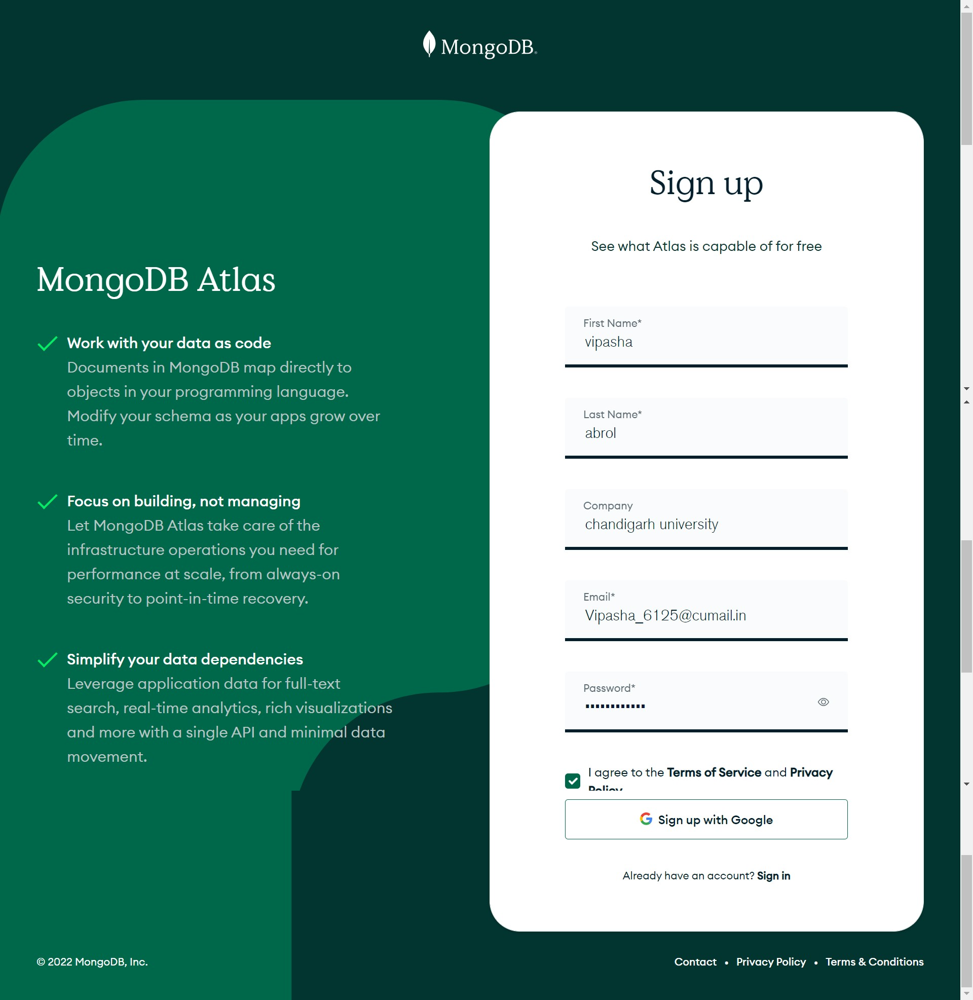 MongoDB®
MongoDB Atlas
Work with your data as code
Documents in MongoDB map directly to
objects in your programming language.
Modify your schema as your apps grow over
time.
Focus on building, not managing
Let MongoDB Atlas take care of the
infrastructure operations you need for
performance at scale, from always-on
security to point-in-time recovery.
Simplify your data dependencies
Leverage application data for full-text
search, real-time analytics, rich visualizations
and more with a single API and minimal data
movement.
Sign up
See what Atlas is capable of for free
First Name*
vipasha
Last Name*
abrol
Company
chandigarh university
Email*
Vipasha_6125@cumail.in
Password*
I agree to the Terms of Service and Privacy
Policy
Sign up with Google
Already have an account? Sign in
© 2022 MongoDB, Inc.
Contact • Privacy Policy • Terms & Conditions